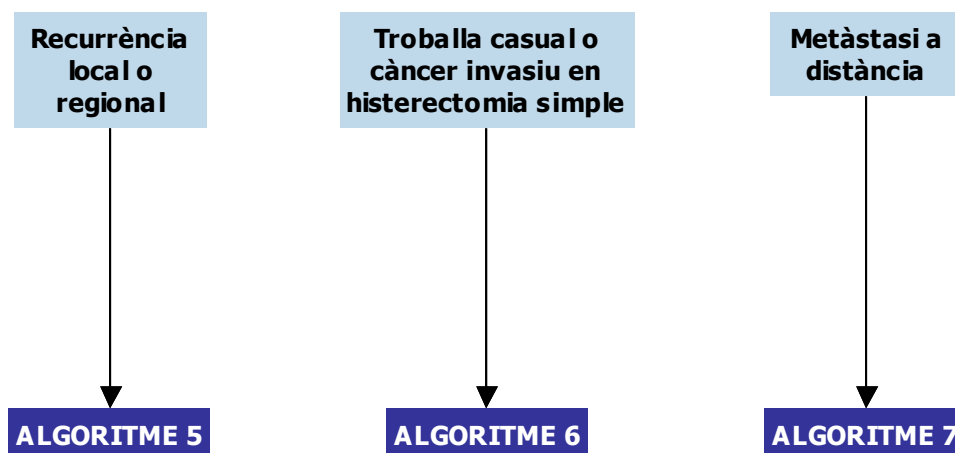 Recurrència
local o
regional
Troballa casual o
càncer invasiu en
histerectomia simple
Metàstasi a
distància
ALGORITME 5
ALGORITME 6
ALGORITME 7